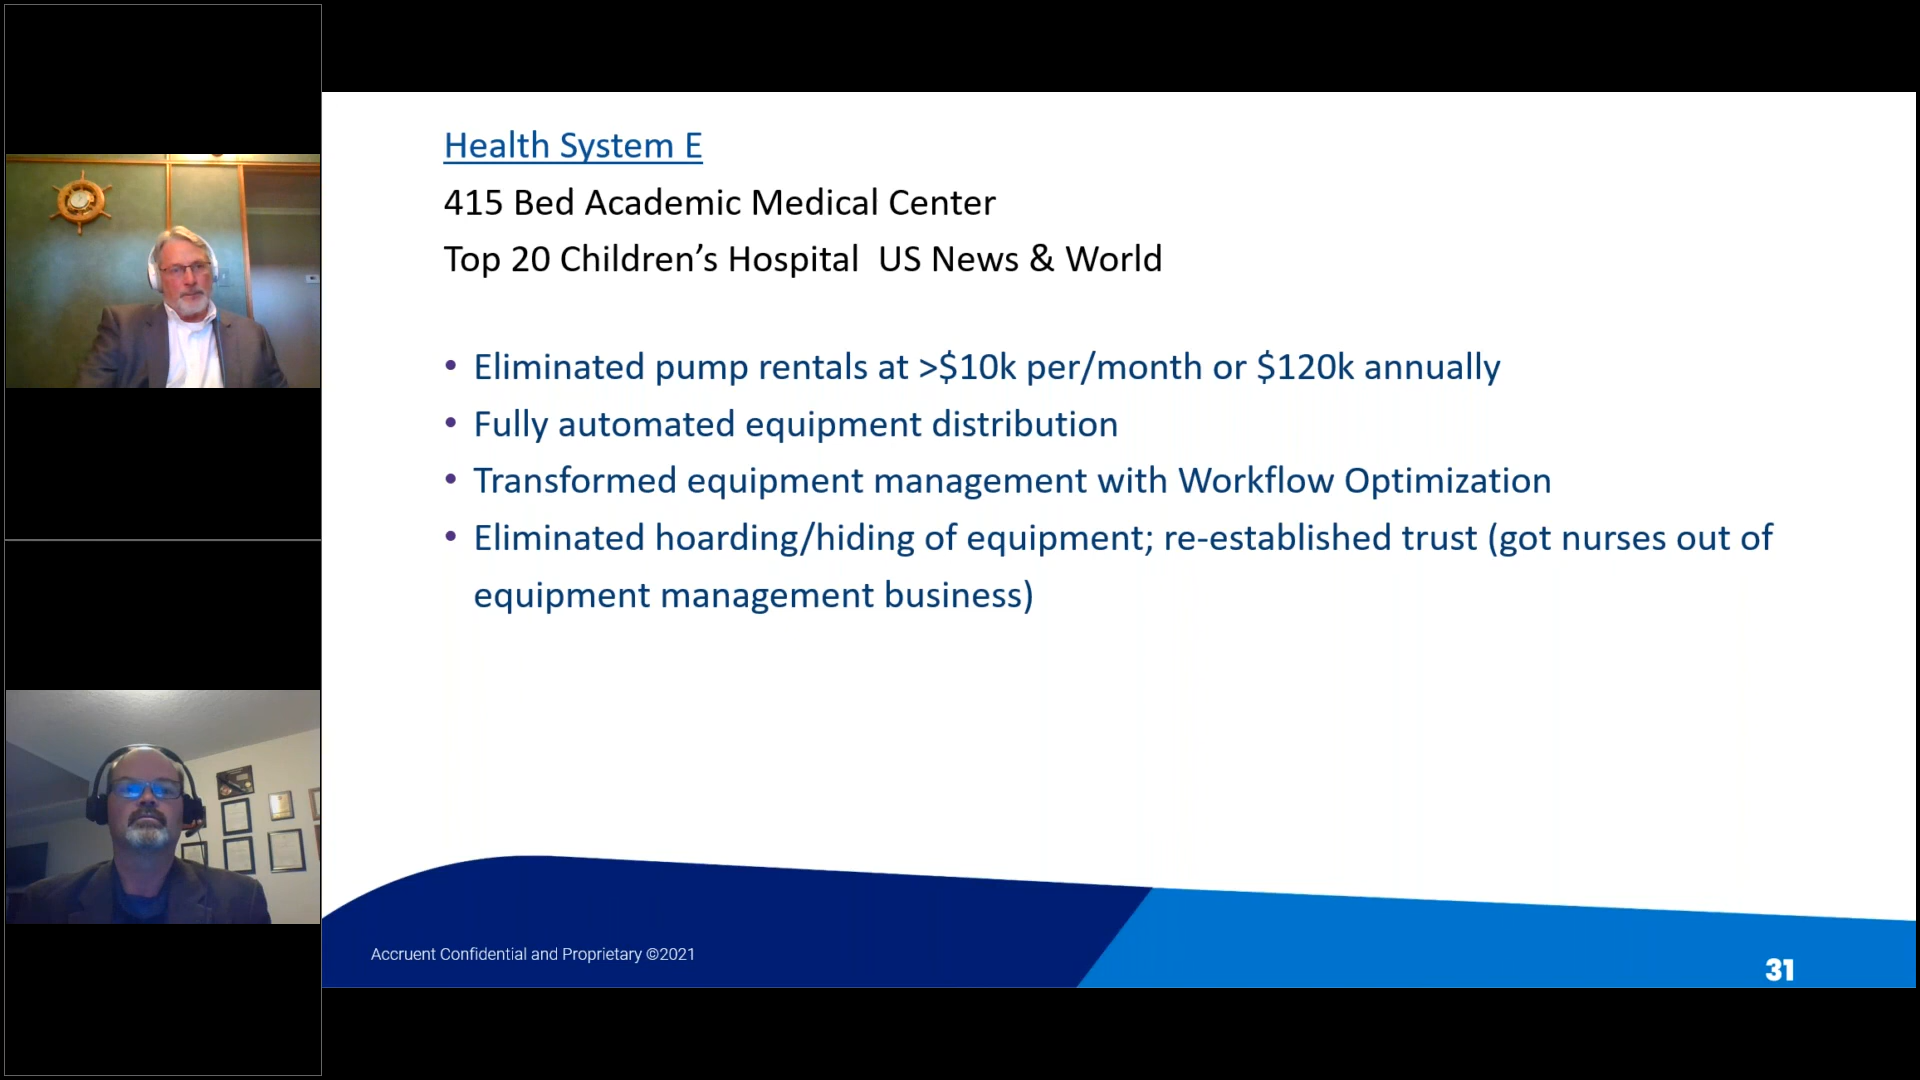 Health System E
415 Bed Academic Medical Center
Top 20 Children’s Hospital  US News & World
• Eliminated pump rentals at >$10k per/month or $120k annually
• Fully automated equipment distribution
• Transformed equipment management with Workflow Optimization
• Eliminated hoarding/hiding of equipment; re-established trust (got nurses out of
equipment management business)
Accruent Confidential and Proprietary ©2021
31